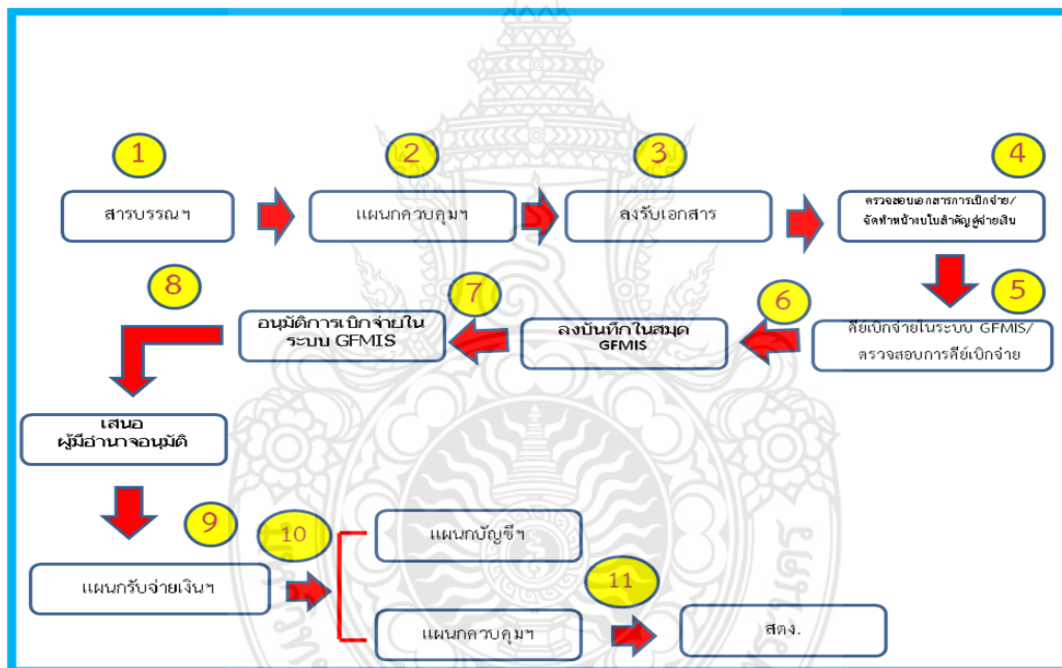 1
2
3
4
สารบรรณฯ
แผนกควบคุมฯ
ลงรับเอกสาร
ตรวจสอบเอกสารการเบิกจ่าย/
จัดทำหน้างบใบสำคัญคู่จ่ายเงิน
5
6
7
8
คีย์เบิกจ่ายในระบบ GFMIS/
ตรวจสอบการคีย์เบิกจ่าย
ลงบันทึกในสมุด
GFMIS
อนุมัติการเบิกจ่ายใน
ระบบ GFMIS
เสนอ
ผู้มีอำนาจอนุมัติ
9
แผนกรับจ่ายเงินฯ
10
แผนกบัญชีฯ
แผนกควบคุมฯ
11
สตง.